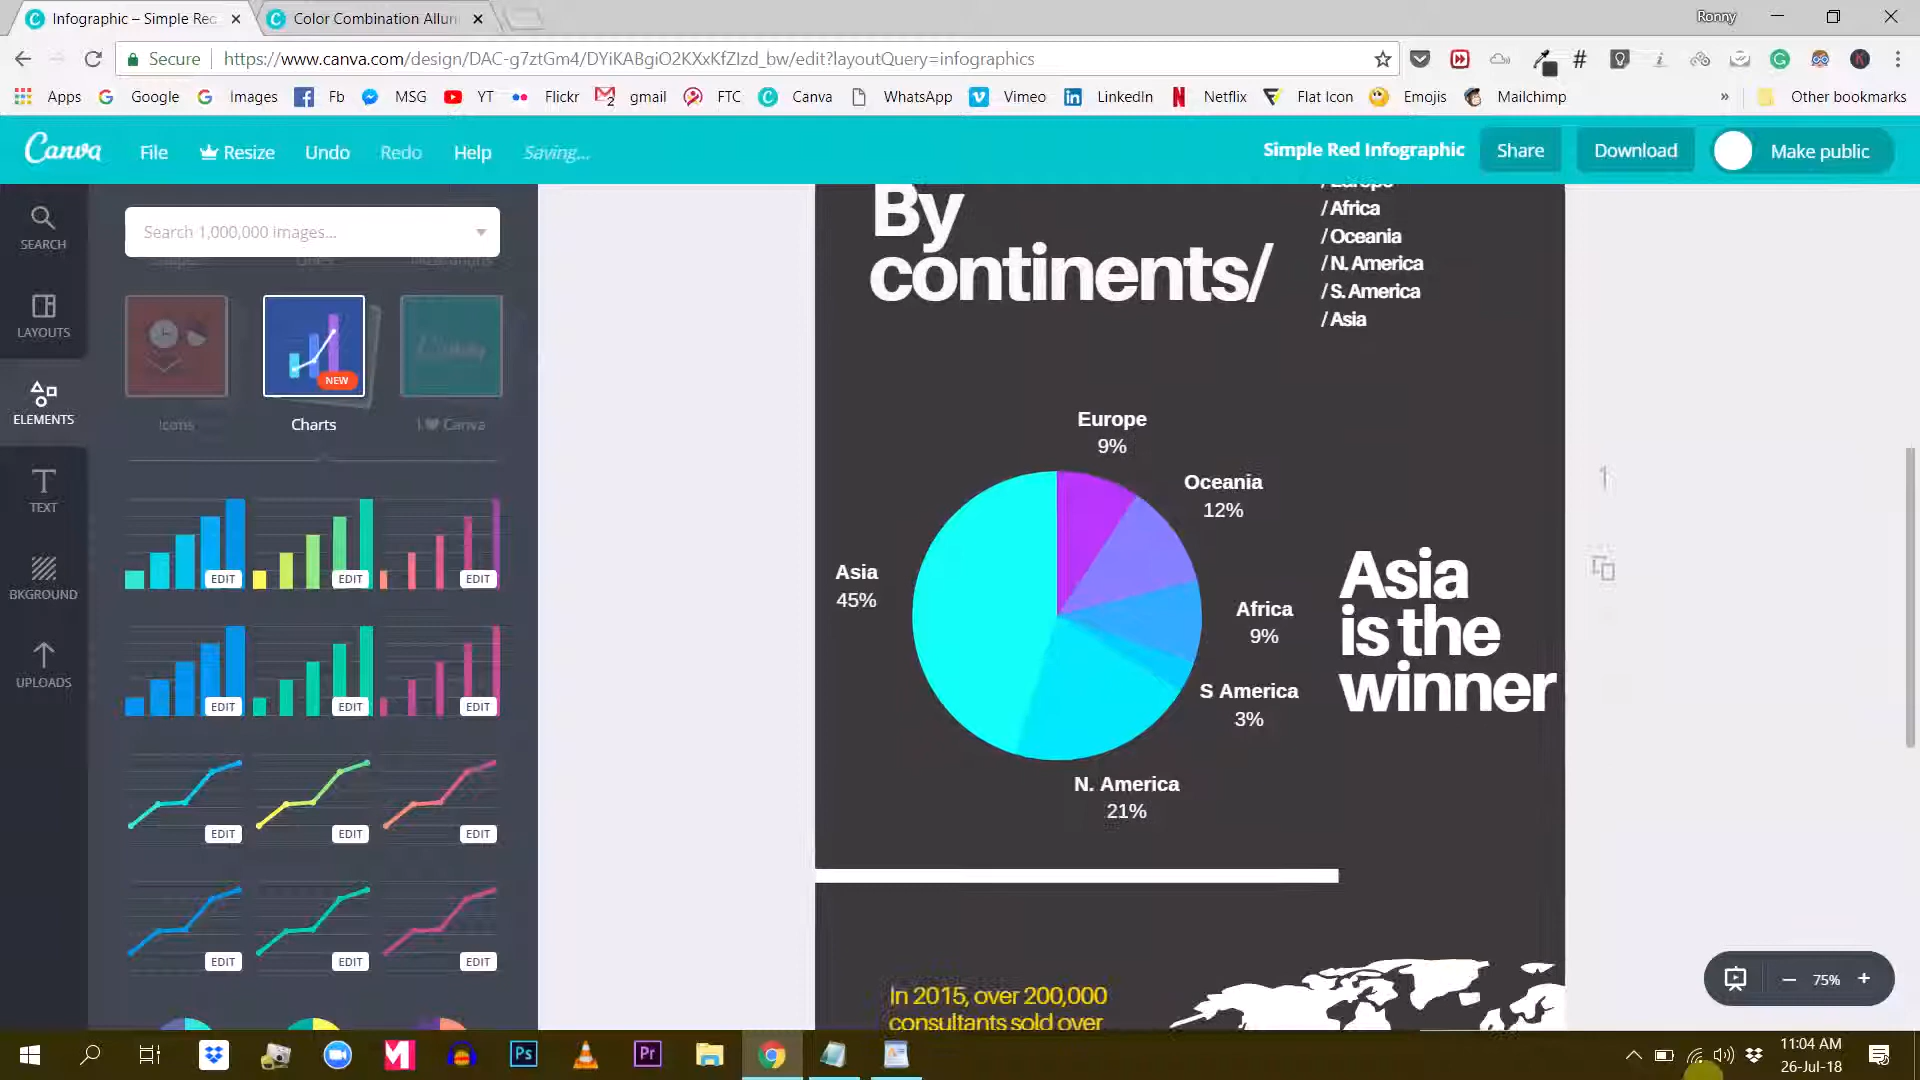 Infographic – Simple Rec
Color Combination Allur
Ronny
Secure
https://www.canva.com/design/DAC-g7ztGm4/DYiKABgiO2KXxKfZIzd_bw/edit?layoutQuery=infographics
Apps
Google
Images
Fb
MSG
YT
Flickr
gmail
FTC
Canva
WhatsApp
Vimeo
LinkedIn
Netflix
Flat Icon
Emojis
Mailchimp
»
Other bookmarks
Canva
File
Resize
Undo
Redo
Help
Saving...
Simple Red Infographic
Share
Download
Make public
SEARCH
LAYOUTS
ELEMENTS
TEXT
BKGROUND
UPLOADS
Search 1,000,000 images...
NEW
Icons
Charts
I ♥ Canva
EDIT
EDIT
EDIT
EDIT
EDIT
EDIT
EDIT
EDIT
EDIT
EDIT
EDIT
EDIT
By
continents/
/ Europe
/ Africa
/ Oceania
/ N. America
/ S. America
/ Asia
Europe
9%
Oceania
12%
Asia
45%
Africa
9%
S America
3%
N. America
21%
Asia
is the
winner
1
In 2015, over 200,000
consultants sold over
75%
Ps
Pr
11:04 AM
26-Jul-18